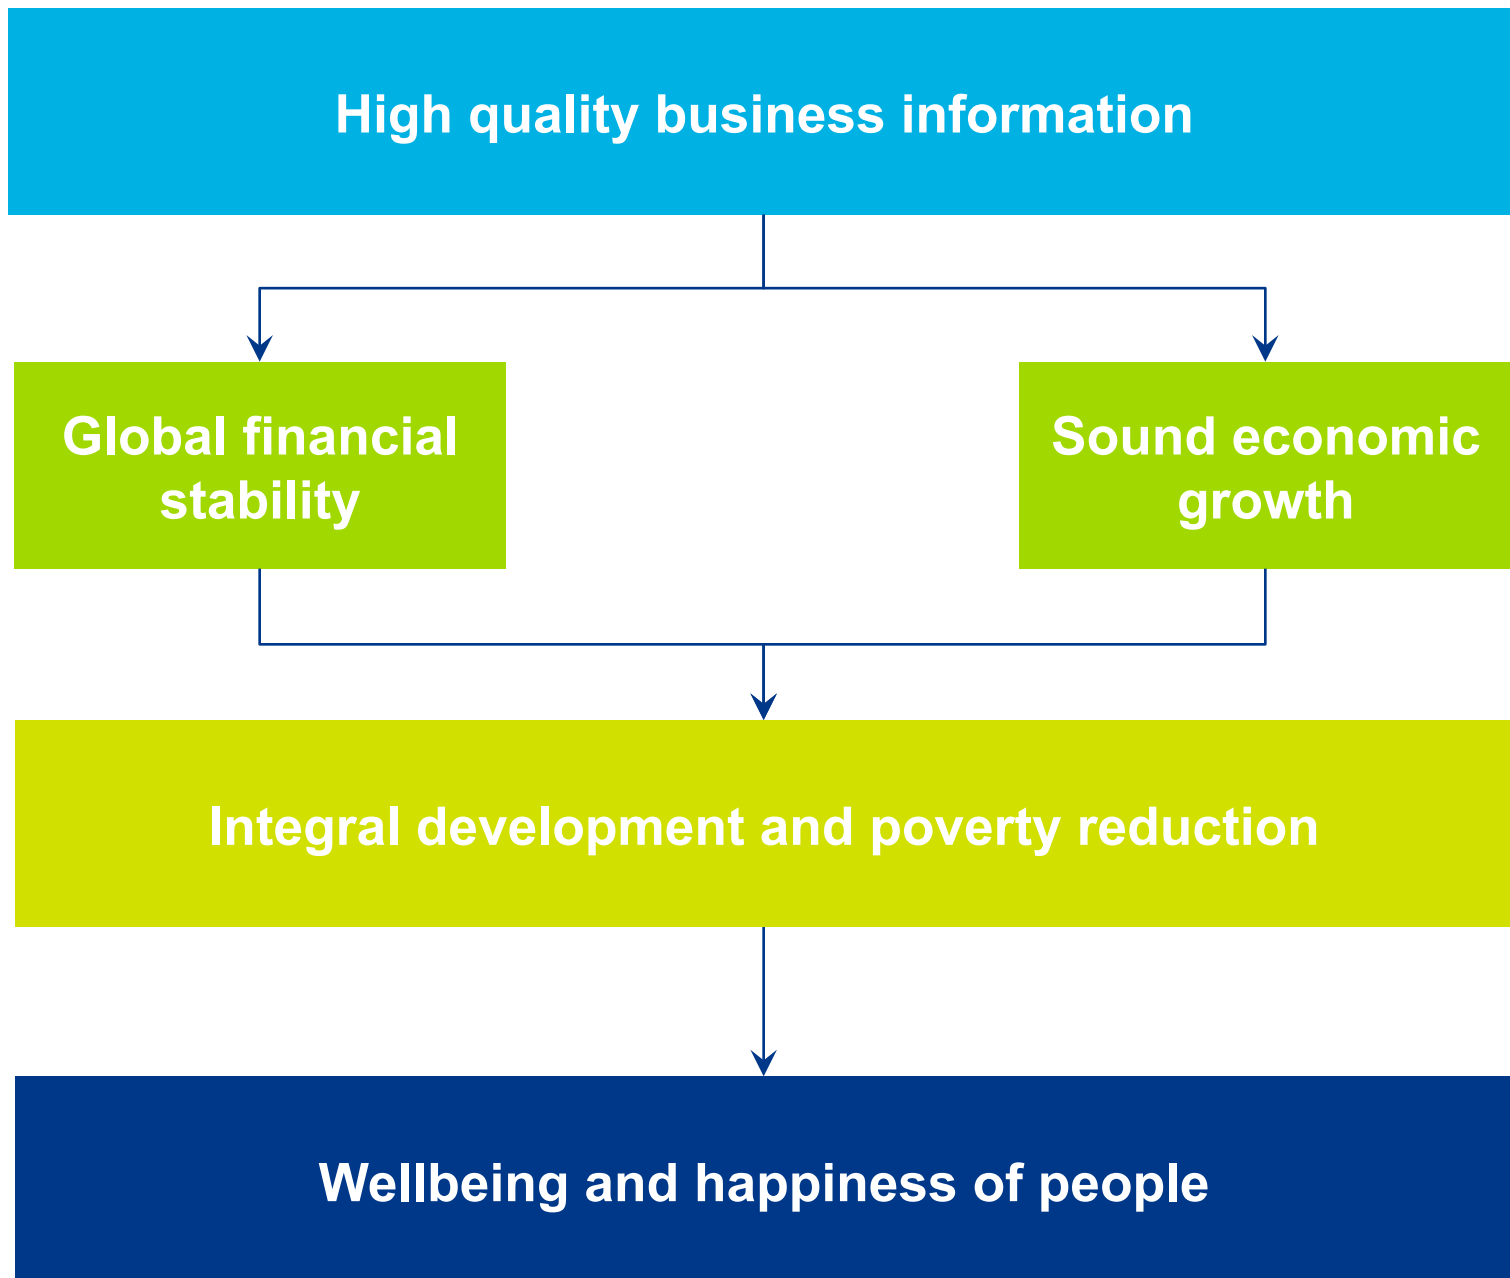 High quality business information
Global financial
stability
Sound economic
growth
Integral development and poverty reduction
Wellbeing and happiness of people